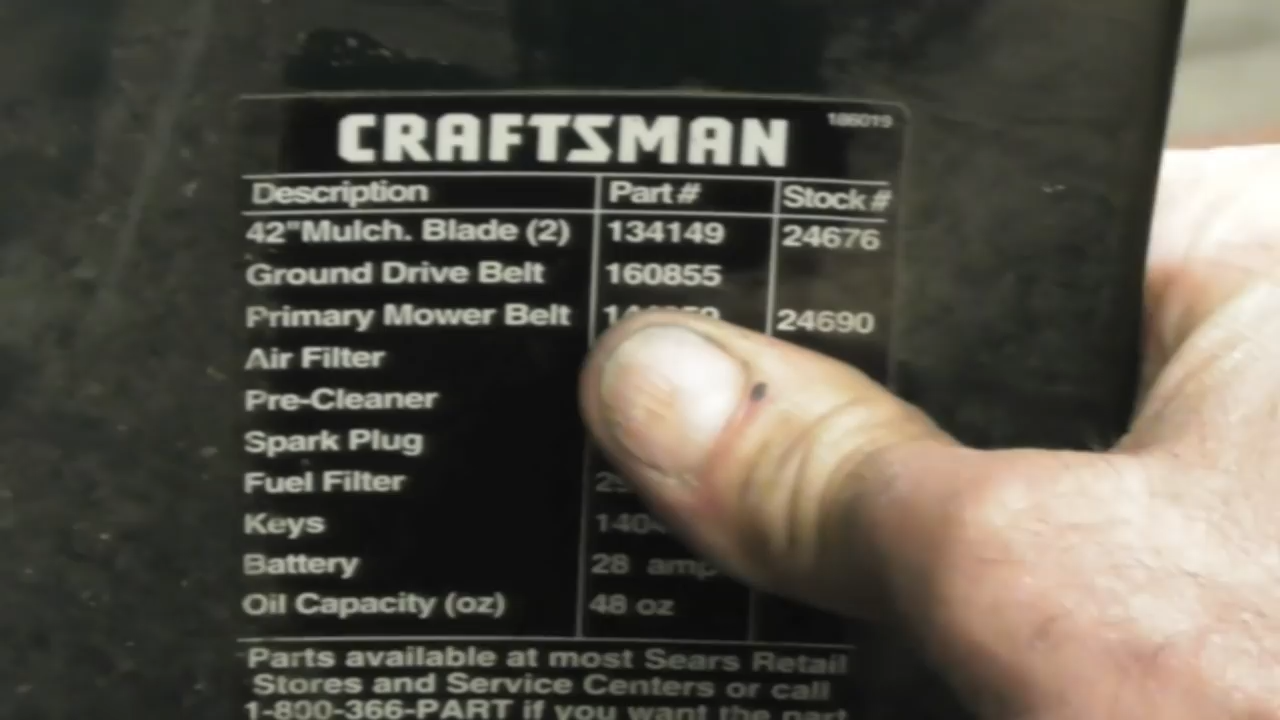 CRAFTSMAN 186019
Description Part # Stock #
42"Mulch. Blade (2) 134149 24676
Ground Drive Belt 160855
Primary Mower Belt 24690
Air Filter
Pre-Cleaner
Spark Plug
Fuel Filter
Keys
Battery 28 amp
Oil Capacity (oz) 48 oz
Parts available at most Sears Retail
Stores and Service Centers or call
1-800-366-PART if you want the part